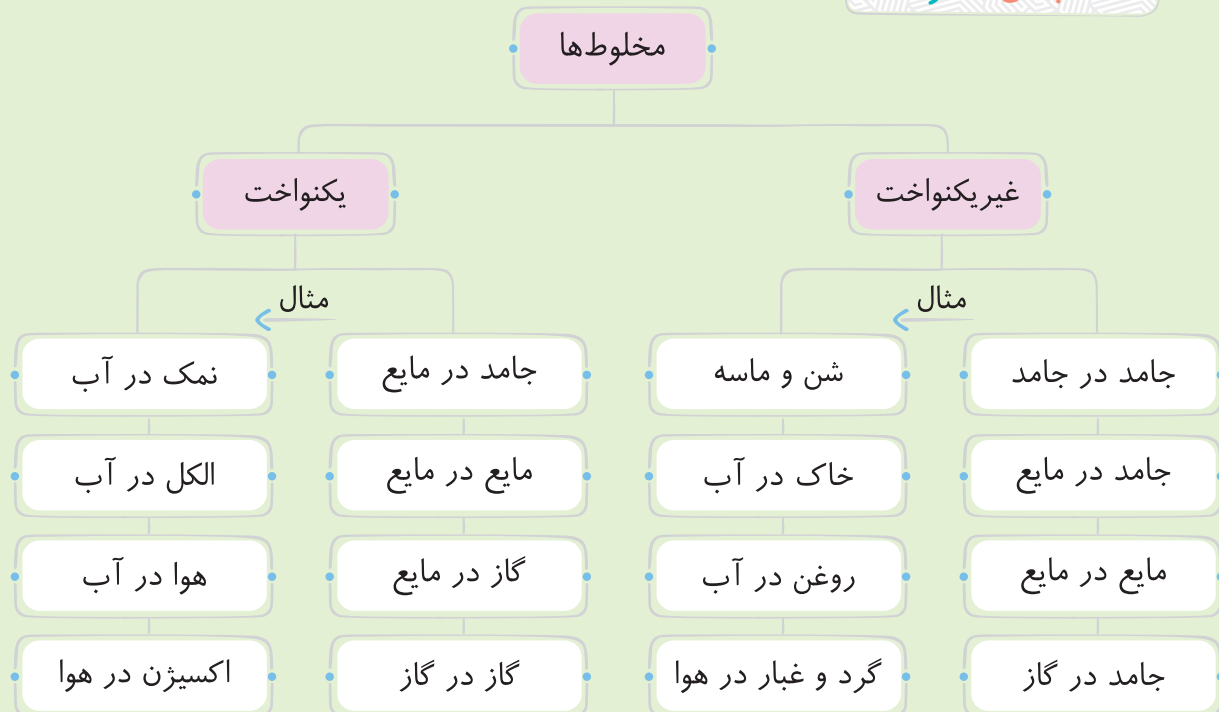 مخلوط‌ها
غیریکنواخت
یکنواخت
مثال
مثال
جامد در جامد
شن و ماسه
جامد در مایع
خاک در آب
مایع در مایع
روغن در آب
جامد در گاز
گرد و غبار در هوا
جامد در مایع
نمک در آب
مایع در مایع
الکل در آب
گاز در مایع
هوا در آب
گاز در گاز
اکسیژن در هوا